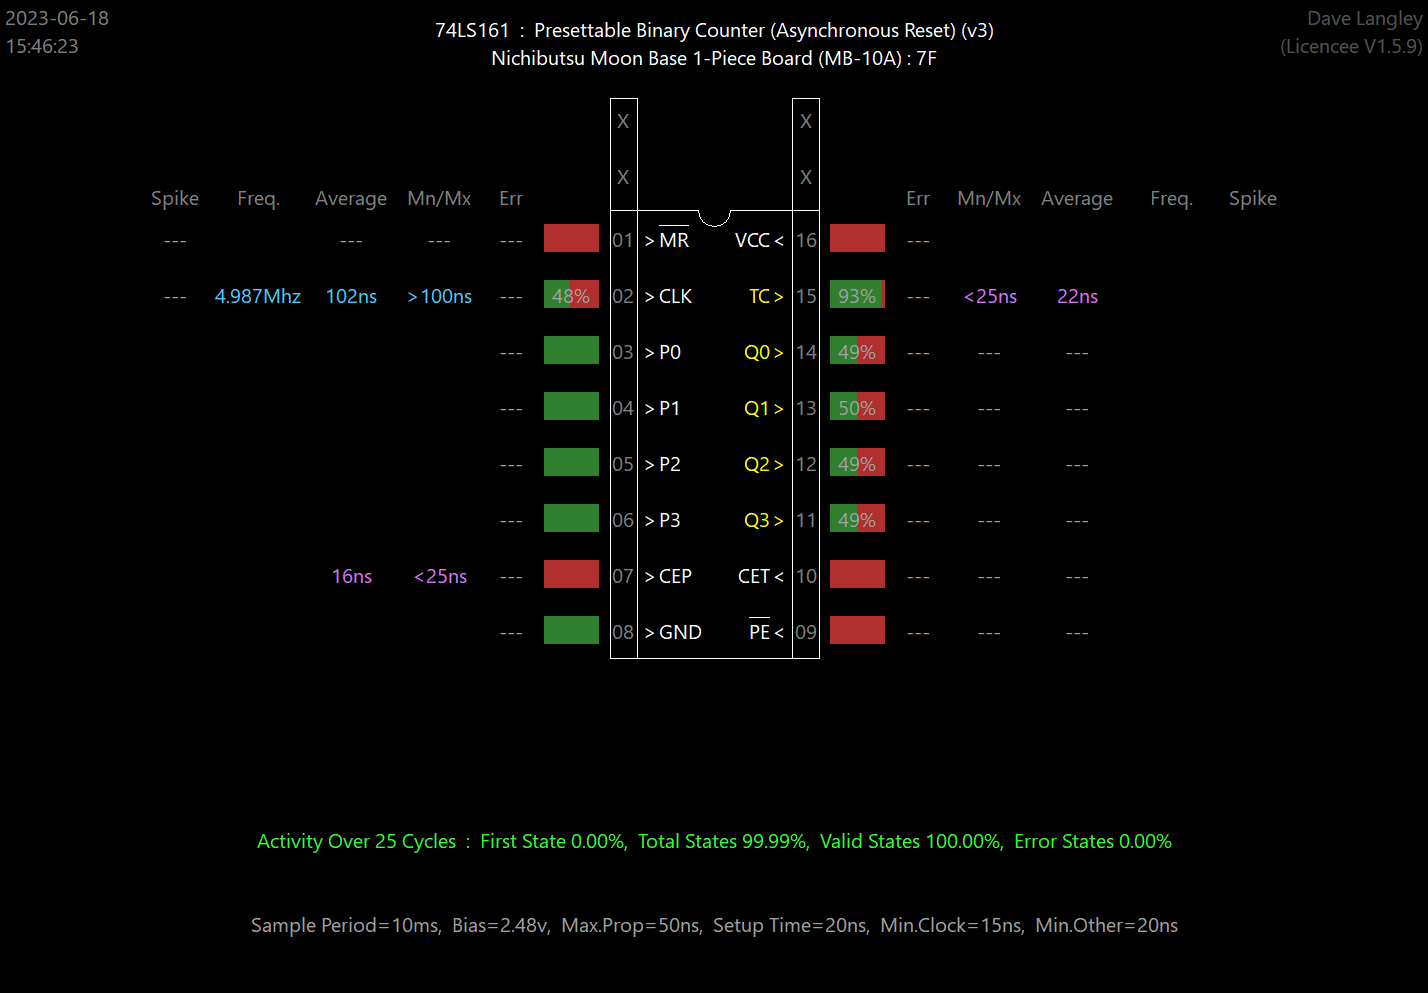 2023-06-18
15:46:23
74LS161 : Presettable Binary Counter (Asynchronous Reset) (v3)
Nichibutsu Moon Base 1-Piece Board (MB-10A) : 7F
Dave Langley
(Licencee V1.5.9)
X X
X X
Spike Freq. Average Mn/Mx Err Err Mn/Mx Average Freq. Spike
--- --- --- --- 01 >MR VCC< 16 ---
--- 4.987Mhz 102ns >100ns --- 48% 02 >CLK TC> 15 93% --- <25ns 22ns
--- 03 >P0 Q0> 14 49% --- --- ---
--- 04 >P1 Q1> 13 50% --- --- ---
--- 05 >P2 Q2> 12 49% --- --- ---
--- 06 >P3 Q3> 11 49% --- --- ---
16ns <25ns --- 07 >CEP CET< 10 --- --- ---
--- 08 >GND PE< 09 --- --- ---
Activity Over 25 Cycles : First State 0.00%, Total States 99.99%, Valid States 100.00%, Error States 0.00%
Sample Period=10ms, Bias=2.48v, Max.Prop=50ns, Setup Time=20ns, Min.Clock=15ns, Min.Other=20ns